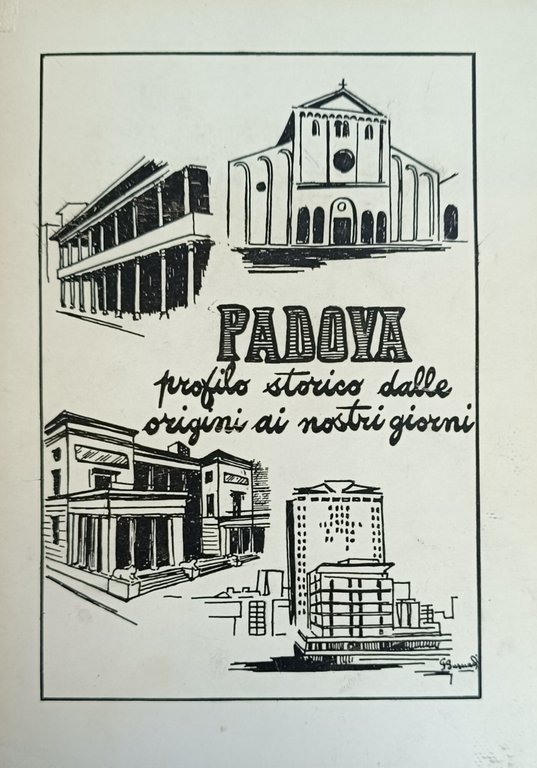 PADOVA
profilo storico dalle
origini ai nostri giorni